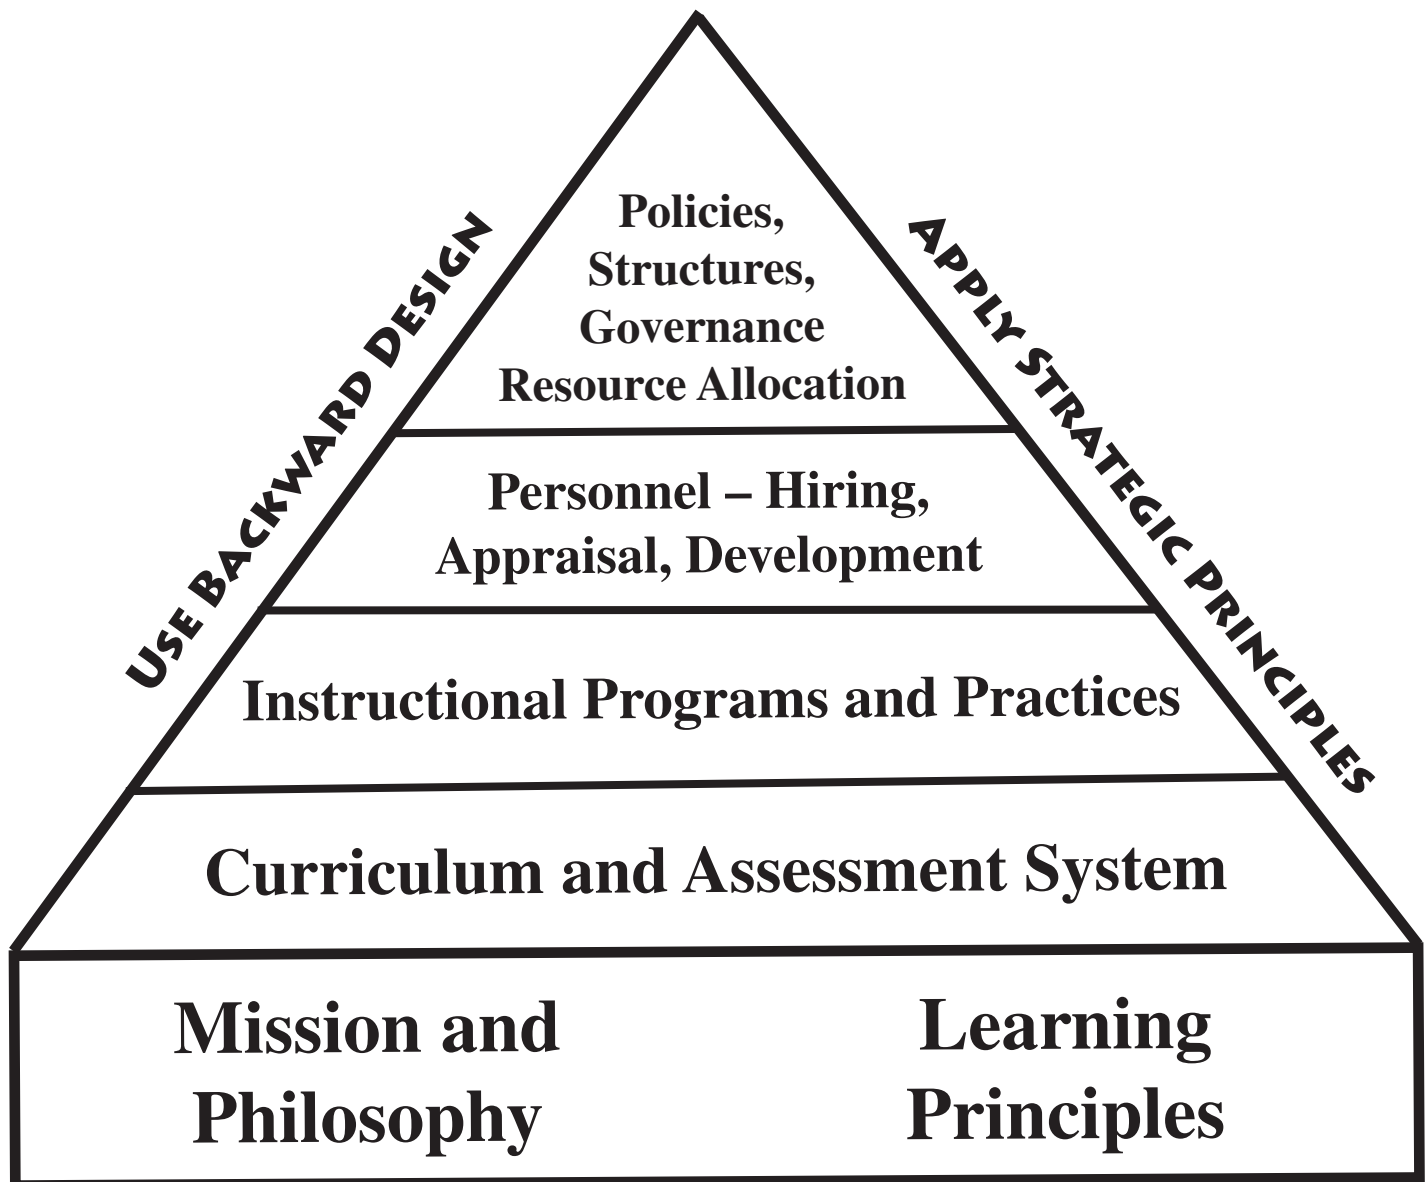 Policies,
Structures,
Governance
Resource Allocation
Personnel – Hiring,
Appraisal, Development
Instructional Programs and Practices
Curriculum and Assessment System
Mission and
Philosophy
Learning
Principles
USE BACKWARD DESIGN
APPLY STRATEGIC PRINCIPLES